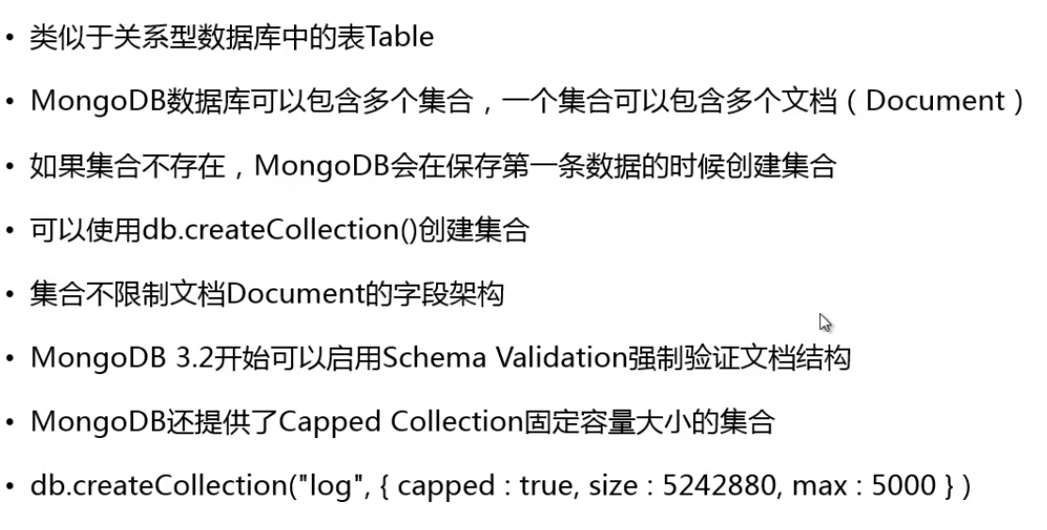 • 类似于关系型数据库中的表Table
• MongoDB数据库可以包含多个集合，一个集合可以包含多个文档（Document）
• 如果集合不存在，MongoDB会在保存第一条数据的时候创建集合
• 可以使用db.createCollection()创建集合
• 集合不限制文档Document的字段架构
• MongoDB 3.2开始可以启用Schema Validation强制验证文档结构
• MongoDB还提供了Capped Collection固定容量大小的集合
• db.createCollection("log", { capped : true, size : 5242880, max : 5000 } )